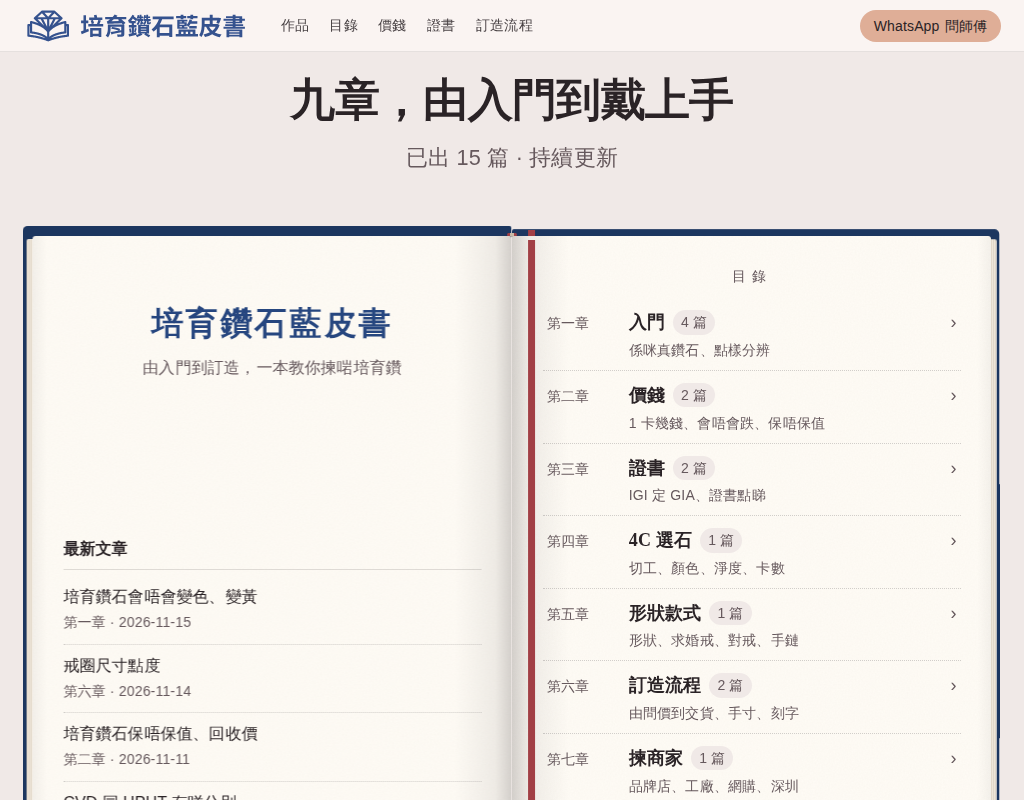 培育鑽石藍皮書
作品 目錄 價錢 證書 訂造流程
WhatsApp 問師傅
九章，由入門到戴上手
已出 15 篇 · 持續更新
培育鑽石藍皮書
由入門到訂造，一本教你揀啱培育鑽
最新文章
培育鑽石會唔會變色、變黃
第一章 · 2026-11-15
戒圈尺寸點度
第六章 · 2026-11-14
培育鑽石保唔保值、回收價
第二章 · 2026-11-11
CVD 同 HPHT 有咩分別
目錄
第一章 入門 4 篇 ›
係咪真鑽石、點樣分辨
第二章 價錢 2 篇 ›
1 卡幾錢、會唔會跌、保唔保值
第三章 證書 2 篇 ›
IGI 定 GIA、證書點睇
第四章 4C 選石 1 篇 ›
切工、顏色、淨度、卡數
第五章 形狀款式 1 篇 ›
形狀、求婚戒、對戒、手鏈
第六章 訂造流程 2 篇 ›
由問價到交貨、手寸、刻字
第七章 揀商家 1 篇 ›
品牌店、工廠、網購、深圳